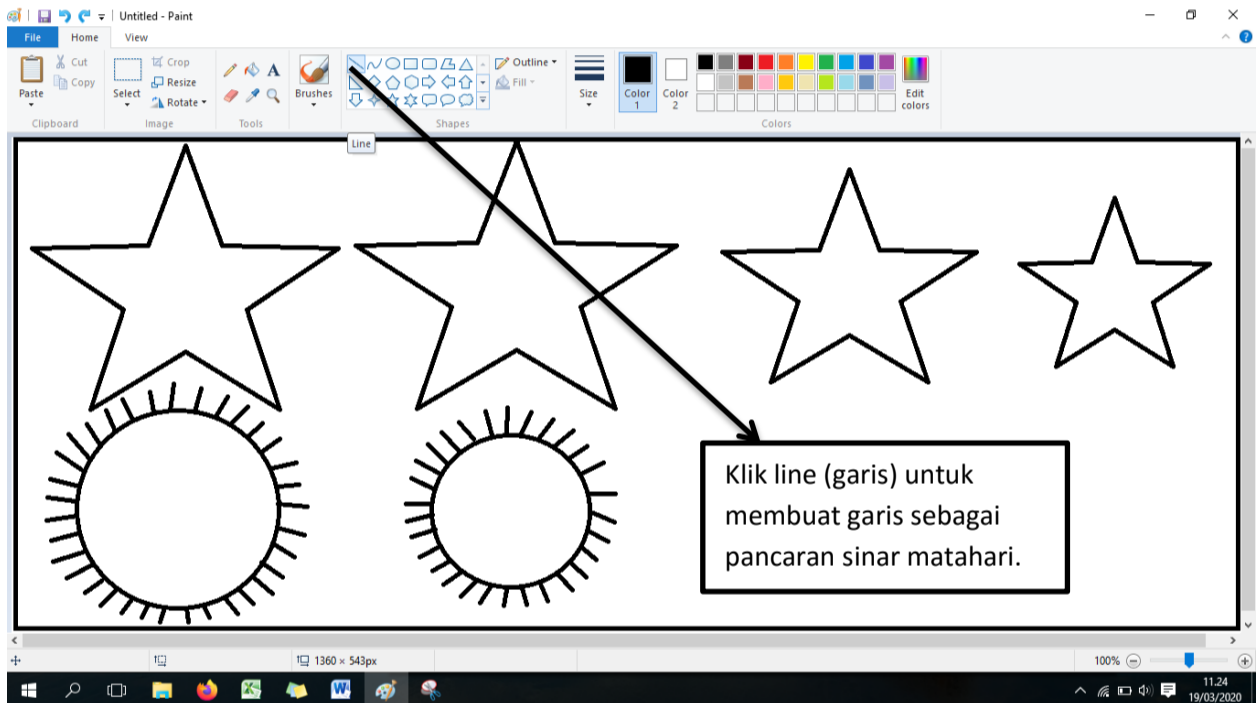 Untitled - Paint
File Home View
Paste
Cut
Copy
Clipboard
Select
Crop
Resize
Rotate
Image
A
Tools
Brushes
Outline
Fill
Shapes
Size
Color 1
Color 2
Edit colors
Colors
Line
Klik line (garis) untuk
membuat garis sebagai
pancaran sinar matahari.
1360 × 543px
100%
11.24
19/03/2020